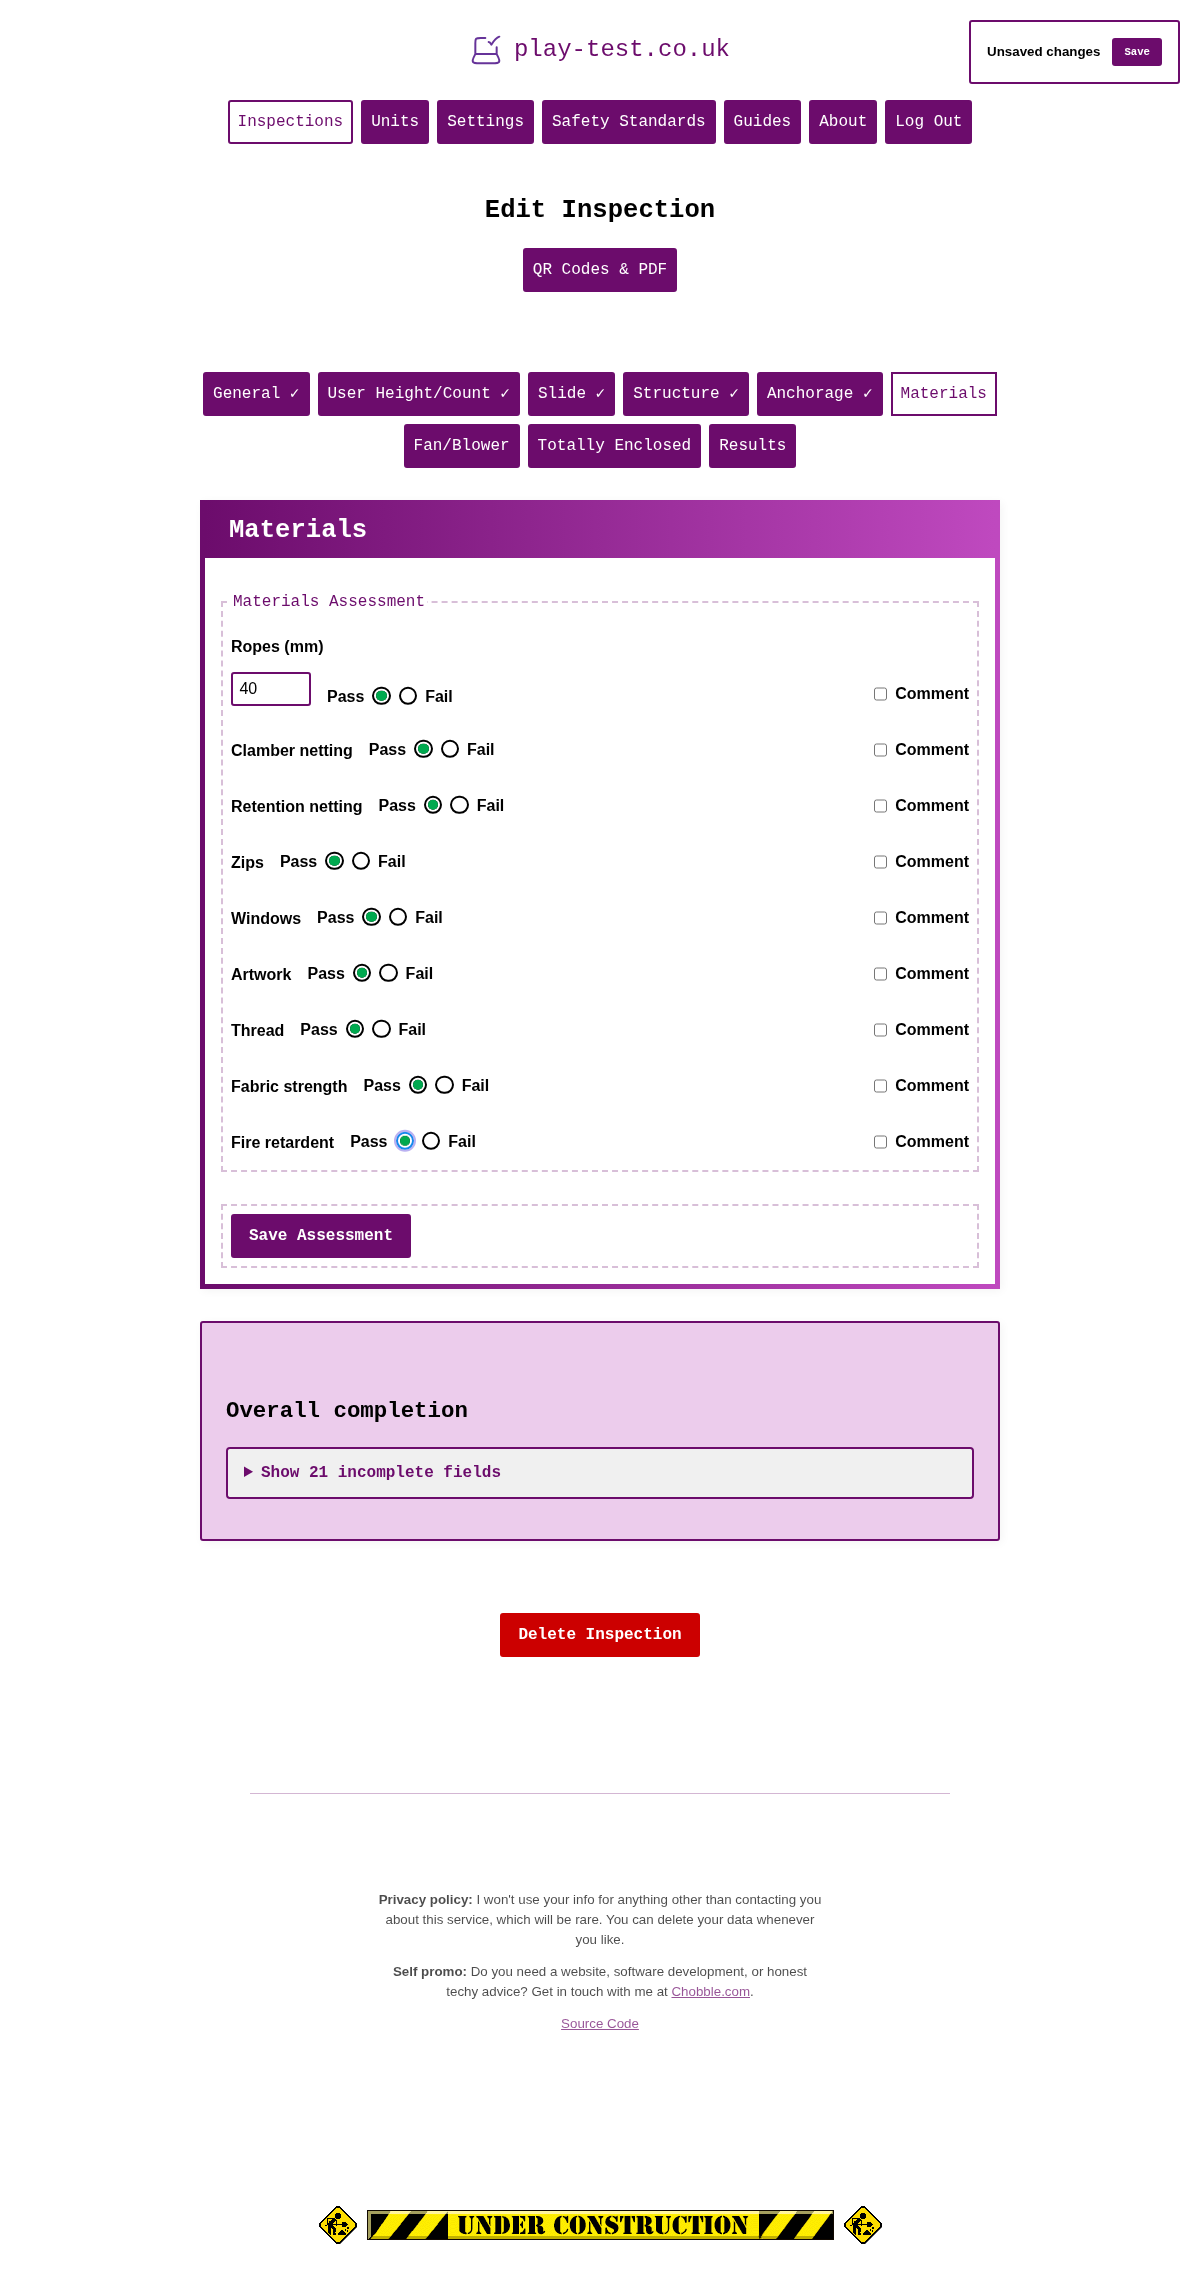 play-test.co.uk
Unsaved changes Save
Inspections Units Settings Safety Standards Guides About Log Out
Edit Inspection
QR Codes & PDF
General ✓ User Height/Count ✓ Slide ✓ Structure ✓ Anchorage ✓ Materials
Fan/Blower Totally Enclosed Results
Materials
Materials Assessment
Ropes (mm)
40 Pass Fail Comment
Clamber netting Pass Fail Comment
Retention netting Pass Fail Comment
Zips Pass Fail Comment
Windows Pass Fail Comment
Artwork Pass Fail Comment
Thread Pass Fail Comment
Fabric strength Pass Fail Comment
Fire retardent Pass Fail Comment
Save Assessment
Overall completion
Show 21 incomplete fields
Delete Inspection
Privacy policy: I won't use your info for anything other than contacting you
about this service, which will be rare. You can delete your data whenever
you like.
Self promo: Do you need a website, software development, or honest
techy advice? Get in touch with me at Chobble.com.
Source Code
UNDER CONSTRUCTION